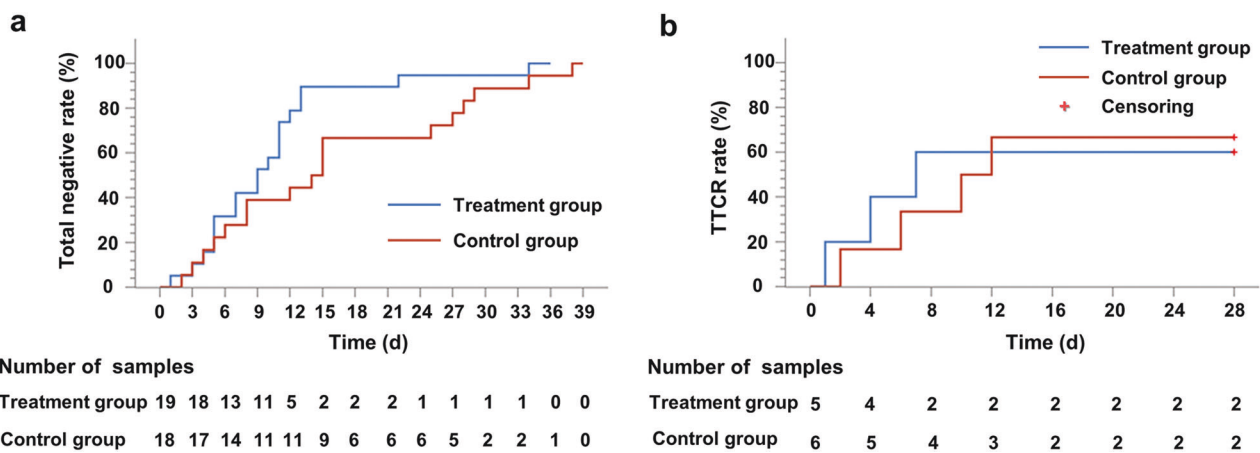 a
Total negative rate (%)
100
80
60
40
20
0
Treatment group
Control group
0 3 6 9 12 15 18 21 24 27 30 33 36 39
Time (d)
Number of samples
Treatment group 19 18 13 11 5 2 2 2 1 1 1 1 0 0
Control group 18 17 14 11 11 9 6 6 6 5 2 2 1 0
b
TTCR rate (%)
100
80
60
40
20
0
Treatment group
Control group
Censoring
0 4 8 12 16 20 24 28
Time (d)
Number of samples
Treatment group 5 4 2 2 2 2 2 2
Control group 6 5 4 3 2 2 2 2